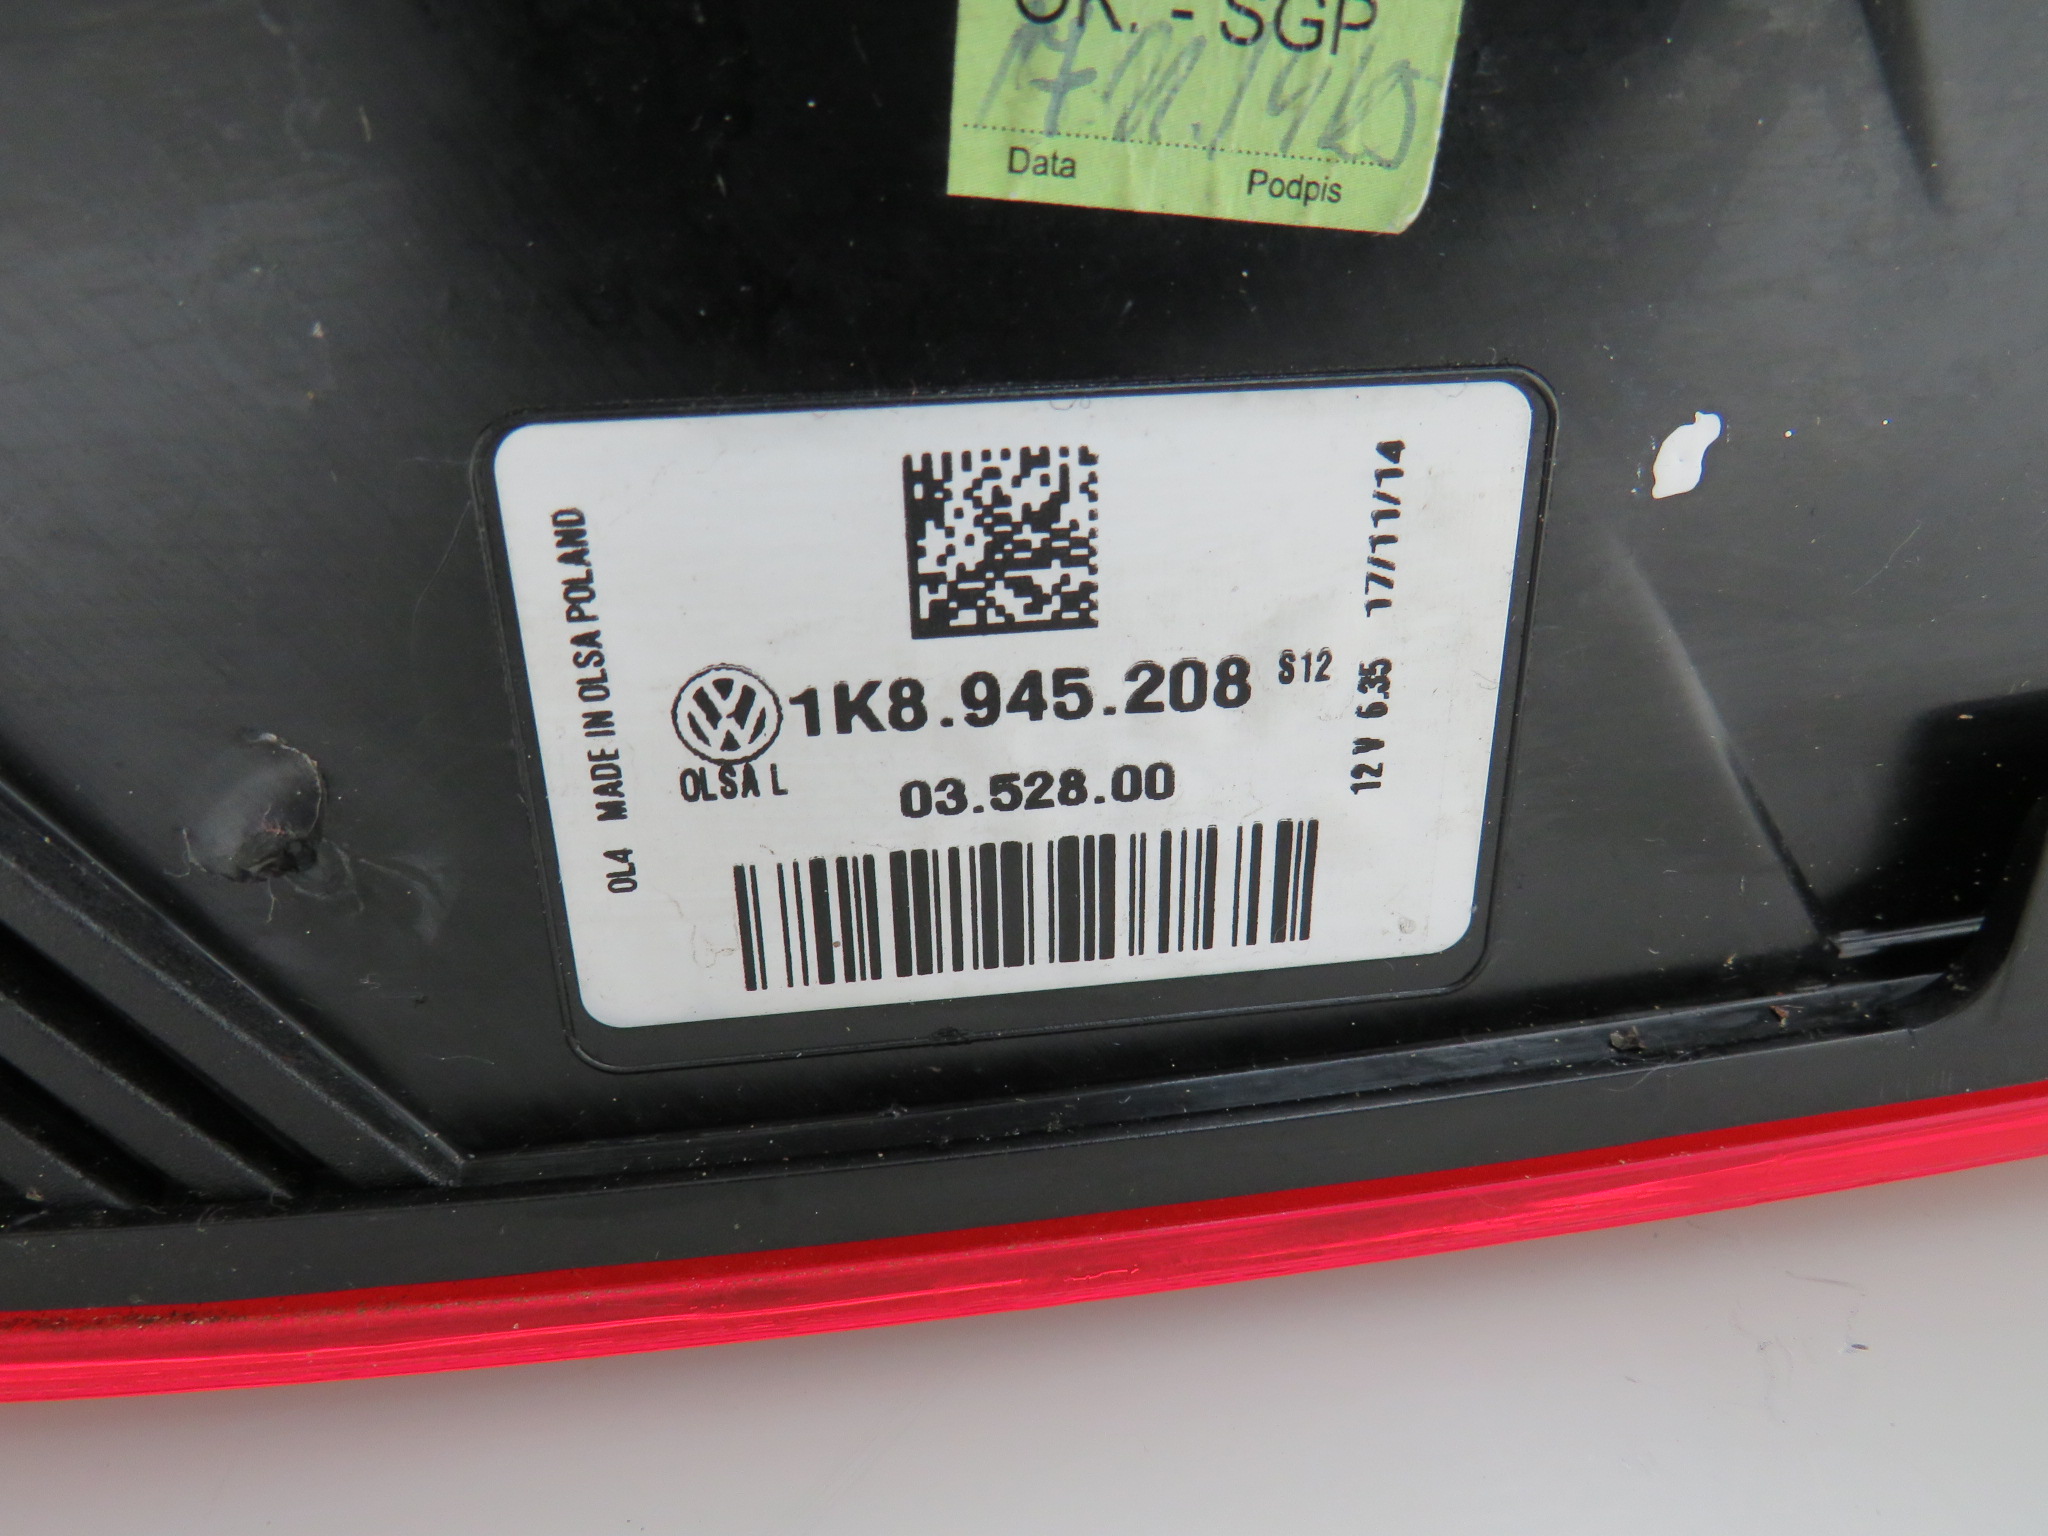 OK. - SGP
Data Podpis
OL4 MADE IN OLSA POLAND
1K8.945.208 S12
OLSA L 03.528.00
12 V 6.35 17/11/14